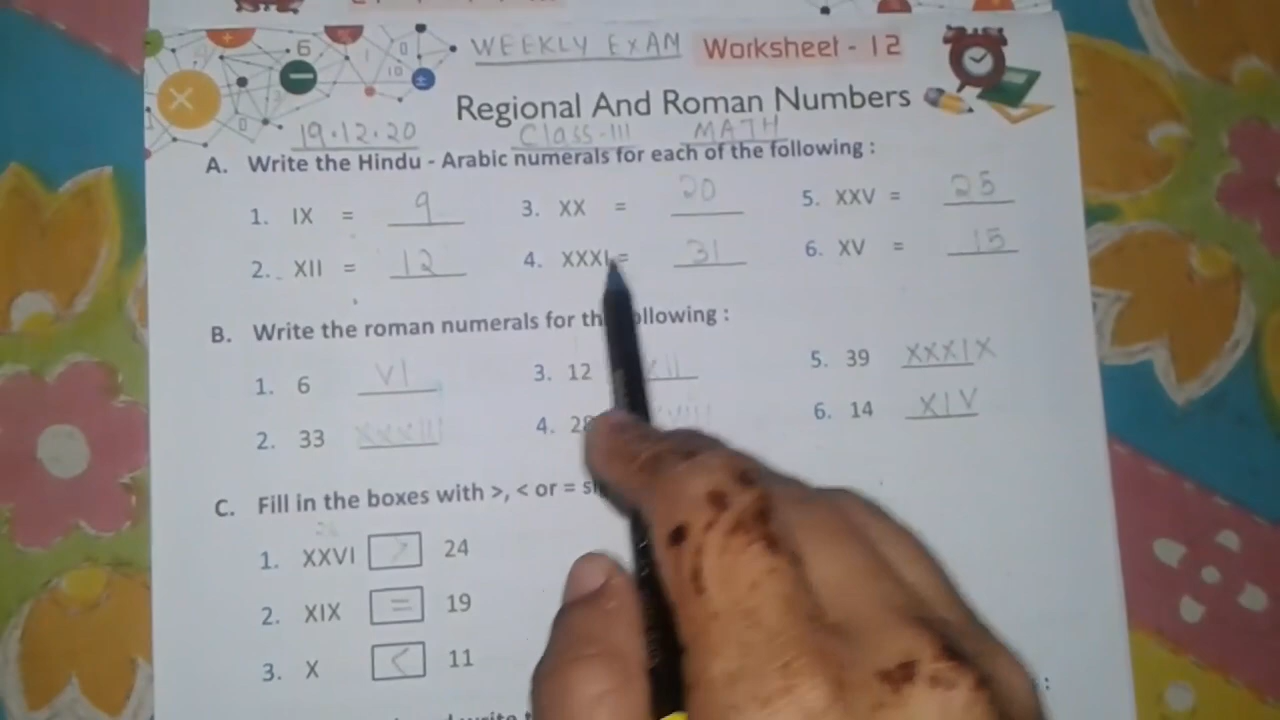 WEEKLY EXAM Worksheet - 12
Regional And Roman Numbers
19.12.20 Class-III MATH
A. Write the Hindu - Arabic numerals for each of the following :
1. IX = 9 3. XX = 20 5. XXV = 25
2. XII = 12 4. XXXI = 31 6. XV = 15
B. Write the roman numerals for the following :
1. 6 VI 3. 12 XII 5. 39 XXXIX
2. 33 XXXIII 4. 28 6. 14 XIV
C. Fill in the boxes with >, < or =
1. XXVI > 24
2. XIX = 19
3. X < 11